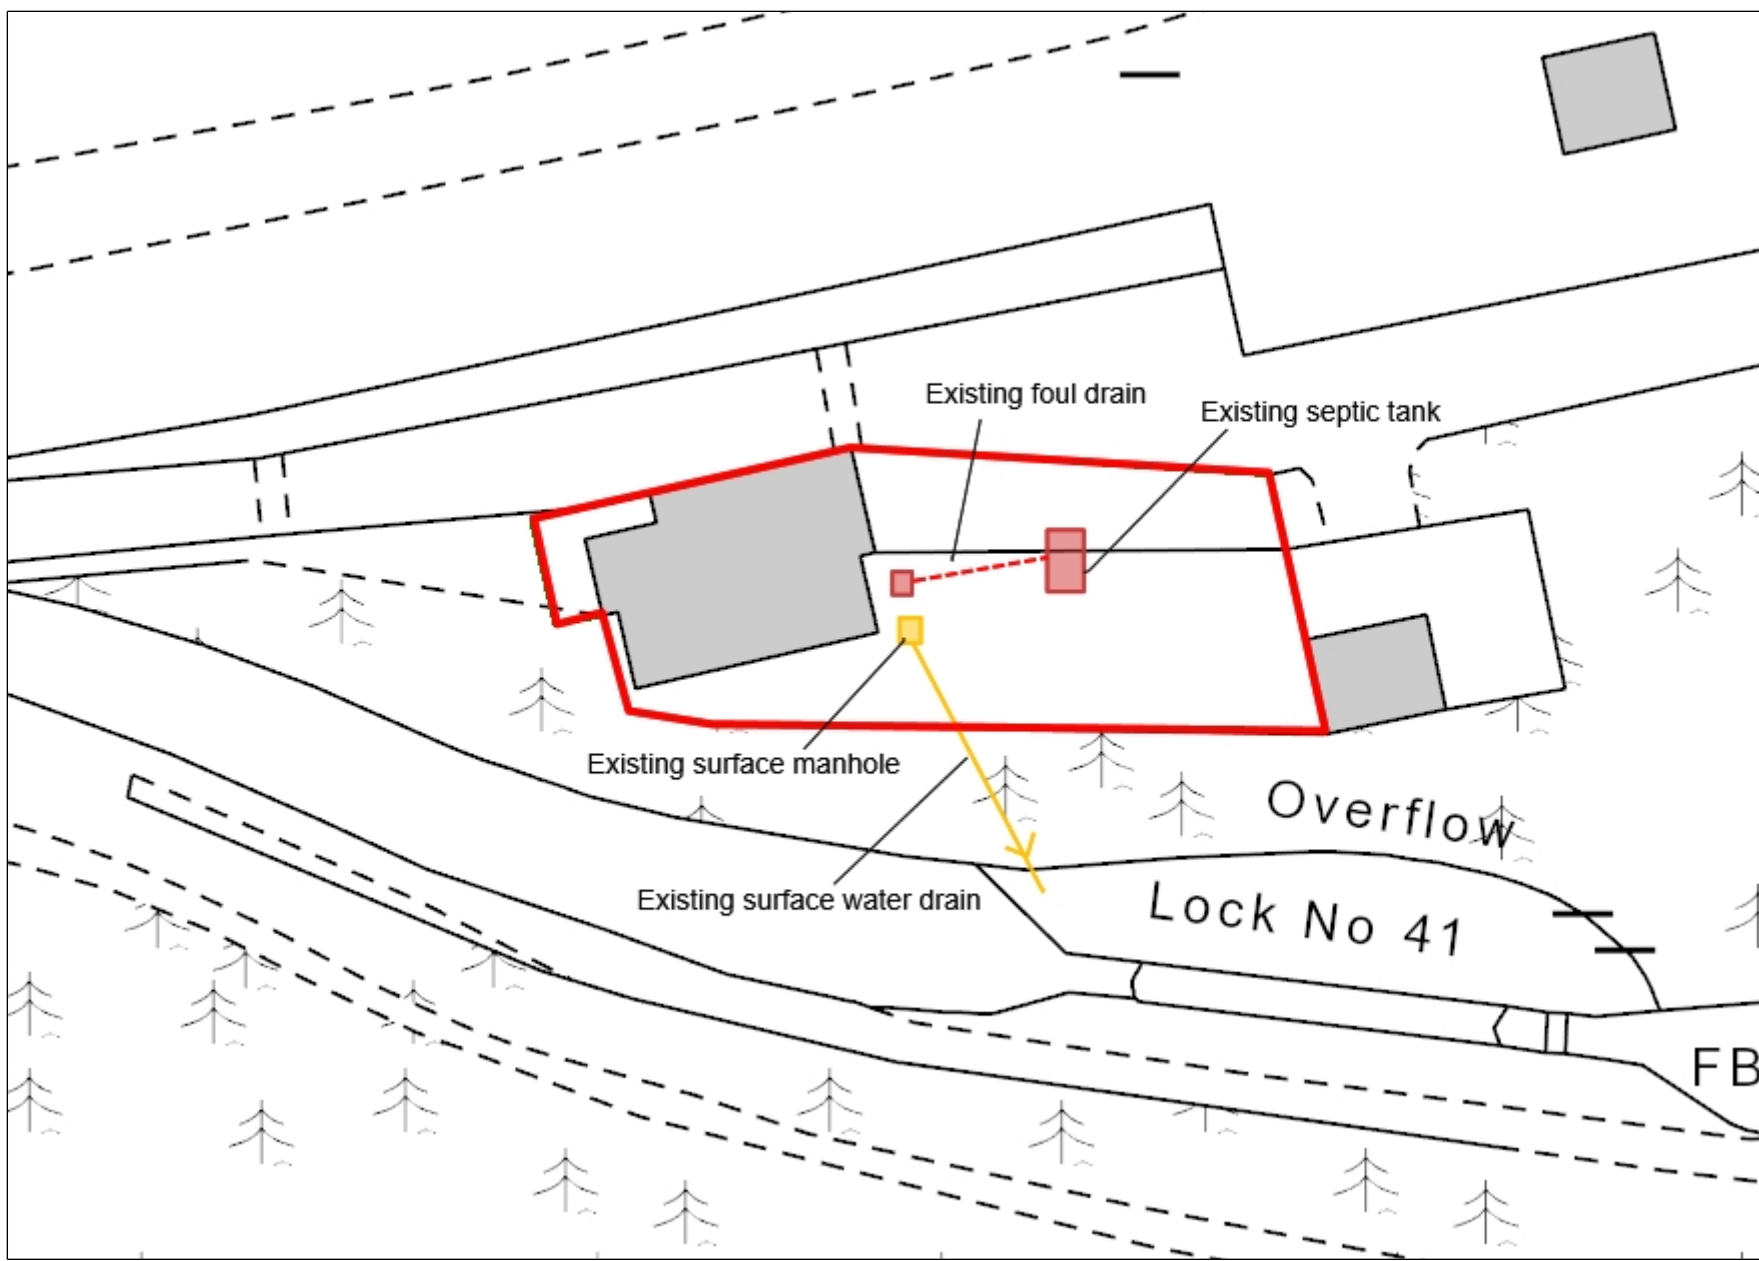 Existing foul drain
Existing septic tank
Existing surface manhole
Overflow
Existing surface water drain
Lock No 41
FB